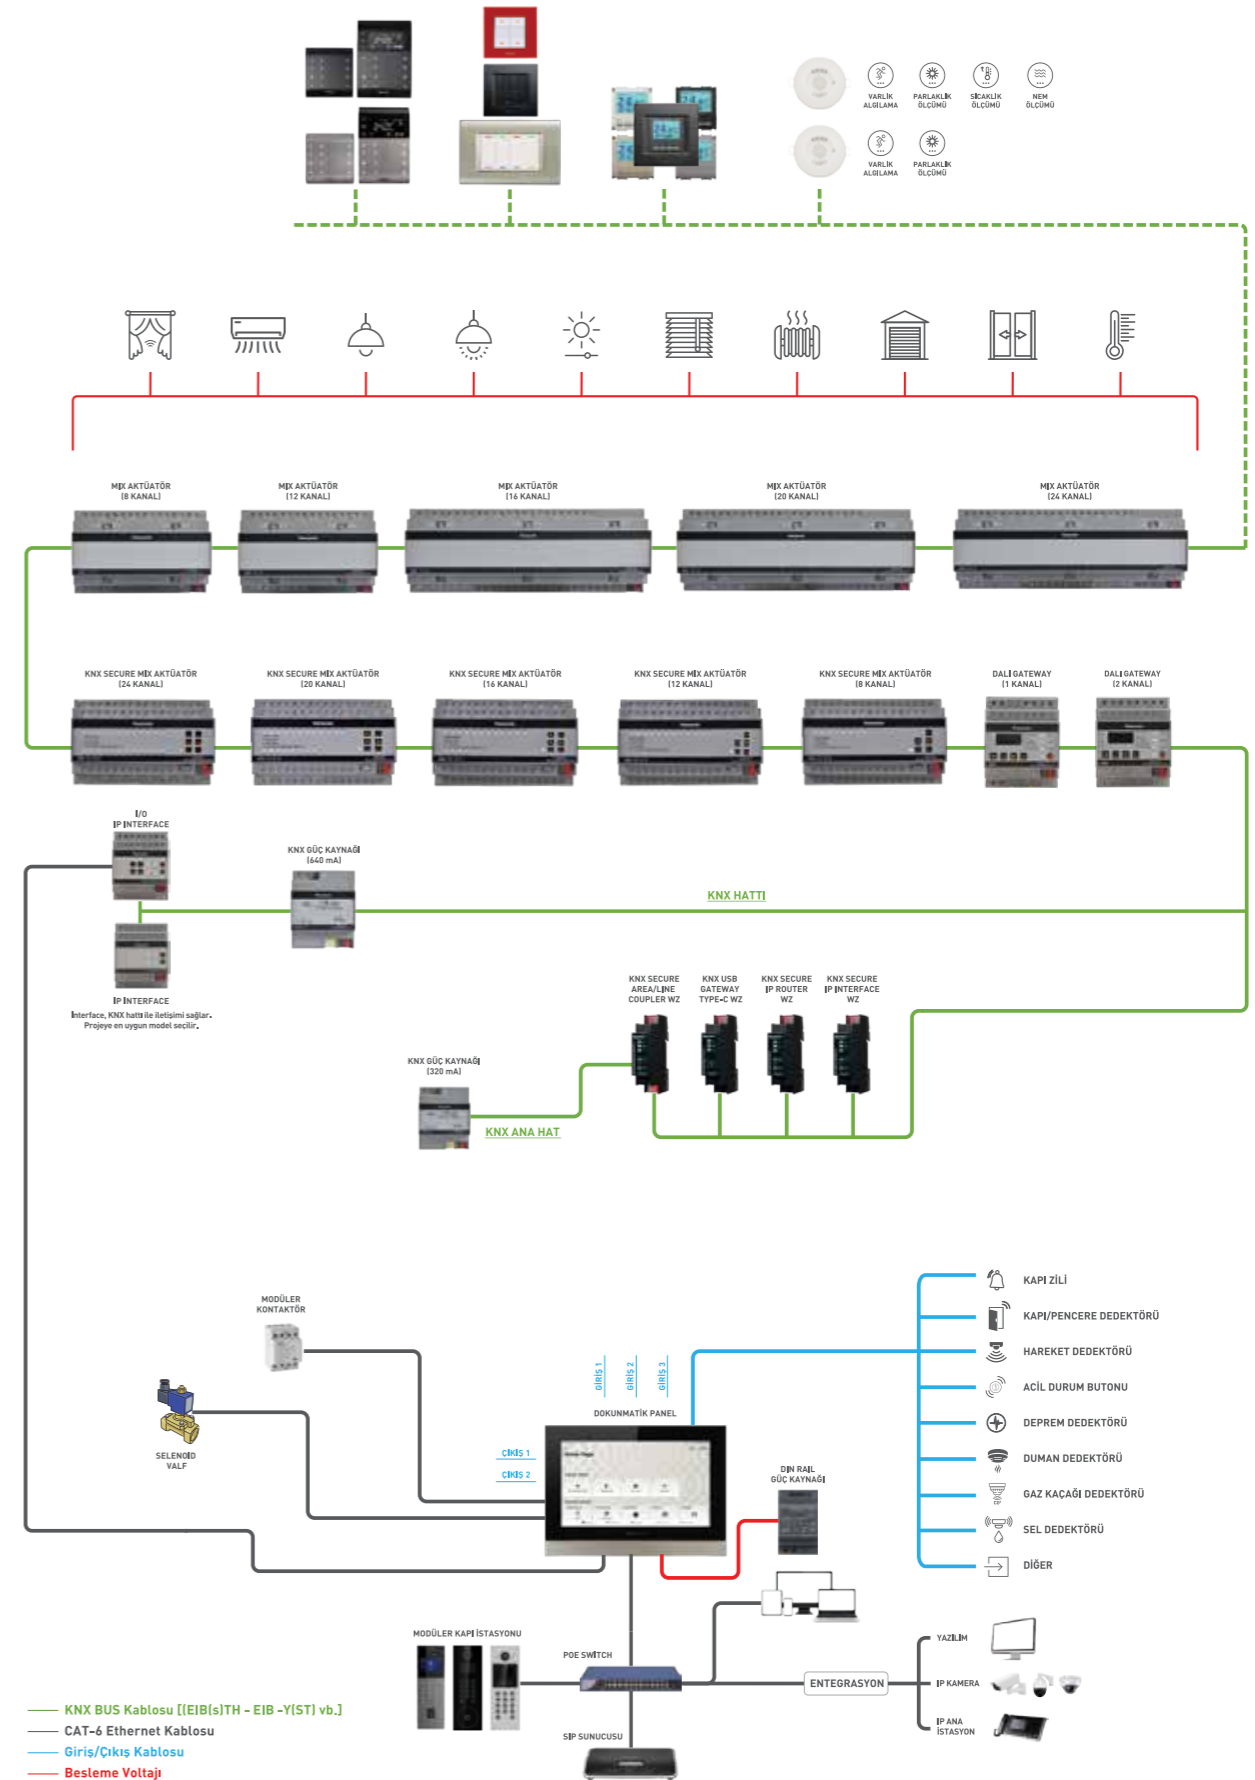 VARLIK
ALGILAMA
PARLAKLIK
ÖLÇÜMÜ
SICAKLIK
ÖLÇÜMÜ
NEM
ÖLÇÜMÜ
VARLIK
ALGILAMA
PARLAKLIK
ÖLÇÜMÜ
MIX AKTÜATÖR
(8 KANAL)
MIX AKTÜATÖR
(12 KANAL)
MIX AKTÜATÖR
(16 KANAL)
MIX AKTÜATÖR
(20 KANAL)
MIX AKTÜATÖR
(24 KANAL)
KNX SECURE MIX AKTÜATÖR
(24 KANAL)
KNX SECURE MIX AKTÜATÖR
(20 KANAL)
KNX SECURE MIX AKTÜATÖR
(16 KANAL)
KNX SECURE MIX AKTÜATÖR
(12 KANAL)
KNX SECURE MIX AKTÜATÖR
(8 KANAL)
DALI GATEWAY
(1 KANAL)
DALI GATEWAY
(2 KANAL)
I/O
IP INTERFACE
KNX GÜÇ KAYNAĞI
(640 mA)
KNX HATTI
IP INTERFACE
Interface, KNX hattı ile iletişimi sağlar.
Projeye en uygun model seçilir.
KNX SECURE
AREA/LINE
COUPLER WZ
KNX USB
GATEWAY
TYPE-C WZ
KNX SECURE
IP ROUTER
WZ
KNX SECURE
IP INTERFACE
WZ
KNX GÜÇ KAYNAĞI
(320 mA)
KNX ANA HAT
MODÜLER
KONTAKTÖR
SELENOİD
VALF
GİRİŞ 1
GİRİŞ 2
GİRİŞ 3
DOKUNMATİK PANEL
ÇIKIŞ 1
ÇIKIŞ 2
DIN RAIL
GÜÇ KAYNAĞI
KAPI ZİLİ
KAPI/PENCERE DEDEKTÖRÜ
HAREKET DEDEKTÖRÜ
ACİL DURUM BUTONU
DEPREM DEDEKTÖRÜ
DUMAN DEDEKTÖRÜ
GAZ KAÇAĞI DEDEKTÖRÜ
SEL DEDEKTÖRÜ
DİĞER
MODÜLER KAPI İSTASYONU
POE SWİTCH
ENTEGRASYON
YAZILIM
IP KAMERA
IP ANA
İSTASYON
SIP SUNUCUSU
KNX BUS Kablosu [(EIB(s)TH - EIB -Y(ST) vb.]
CAT-6 Ethernet Kablosu
Giriş/Çıkış Kablosu
Besleme Voltajı